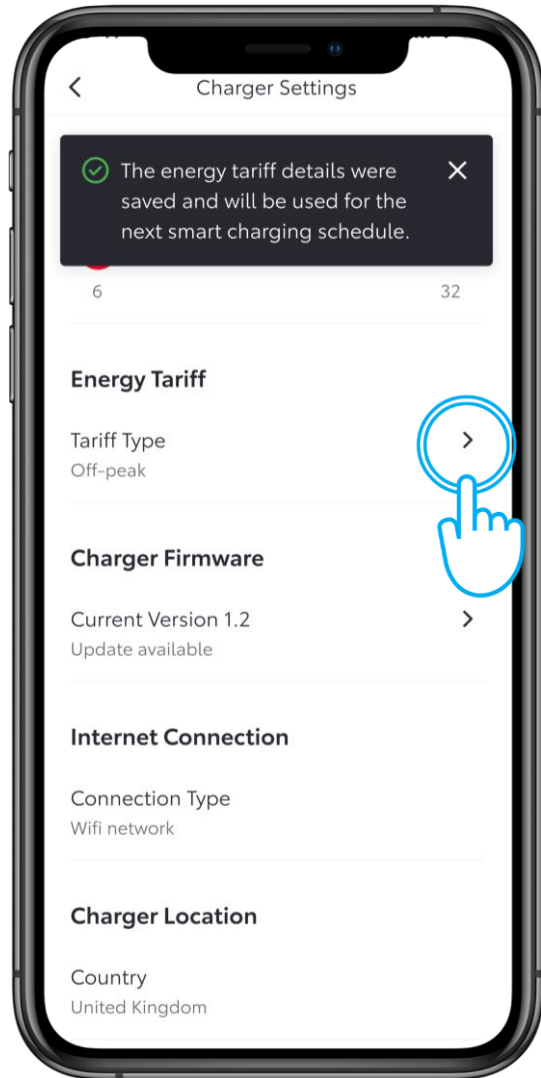 Charger Settings
The energy tariff details were
saved and will be used for the
next smart charging schedule.
6 32
Energy Tariff
Tariff Type
Off-peak
Charger Firmware
Current Version 1.2
Update available
Internet Connection
Connection Type
Wifi network
Charger Location
Country
United Kingdom